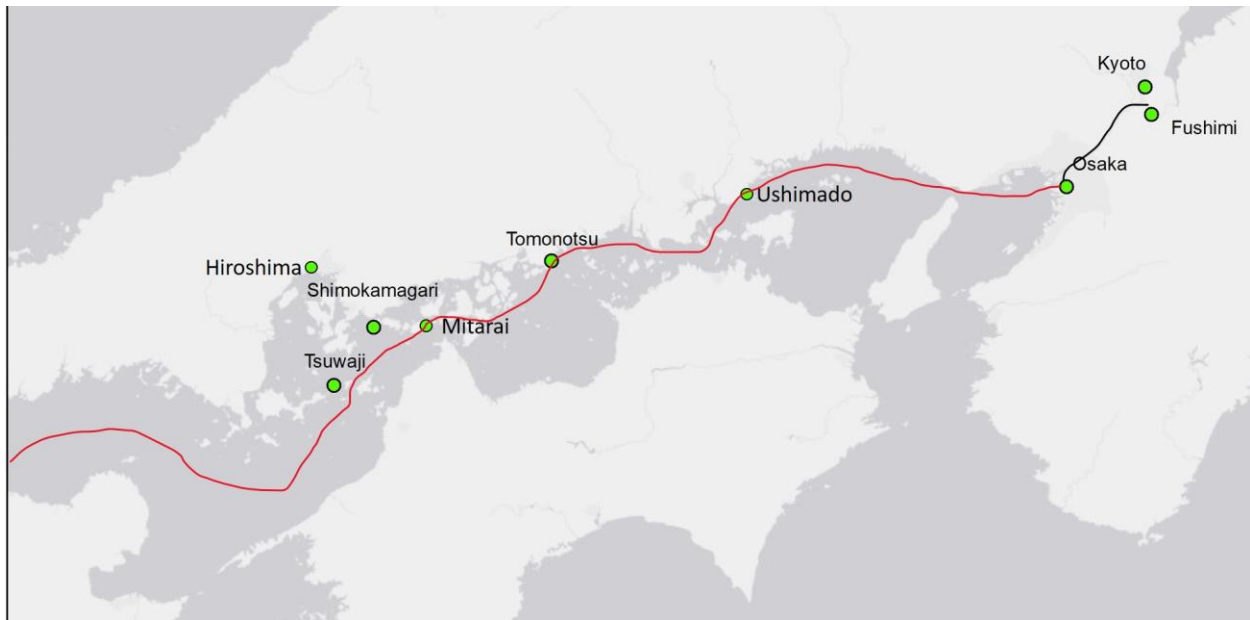 Kyoto
Fushimi
Osaka
Ushimado
Tomonotsu
Hiroshima
Shimokamagari
Mitarai
Tsuwaji